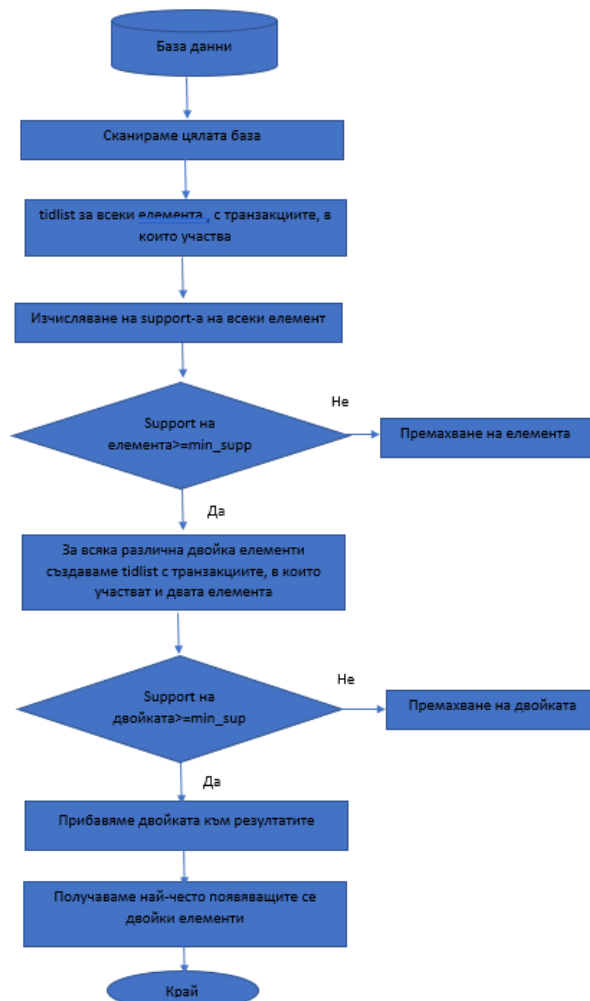 База данни
Сканираме цялата база
tidlist за всеки елемента , с транзакциите, в
които участва
Изчисляване на support-а на всеки елемент
Support на
елемента>=min_supp
Не
Премахване на елемента
Да
За всяка различна двойка елементи
създаваме tidlist с транзакциите, в които
участват и двата елемента
Support на
двойката>=min_sup
Не
Премахване на двойката
Да
Прибавяме двойката към резултатите
Получаваме най-често появяващите се
двойки елементи
Край